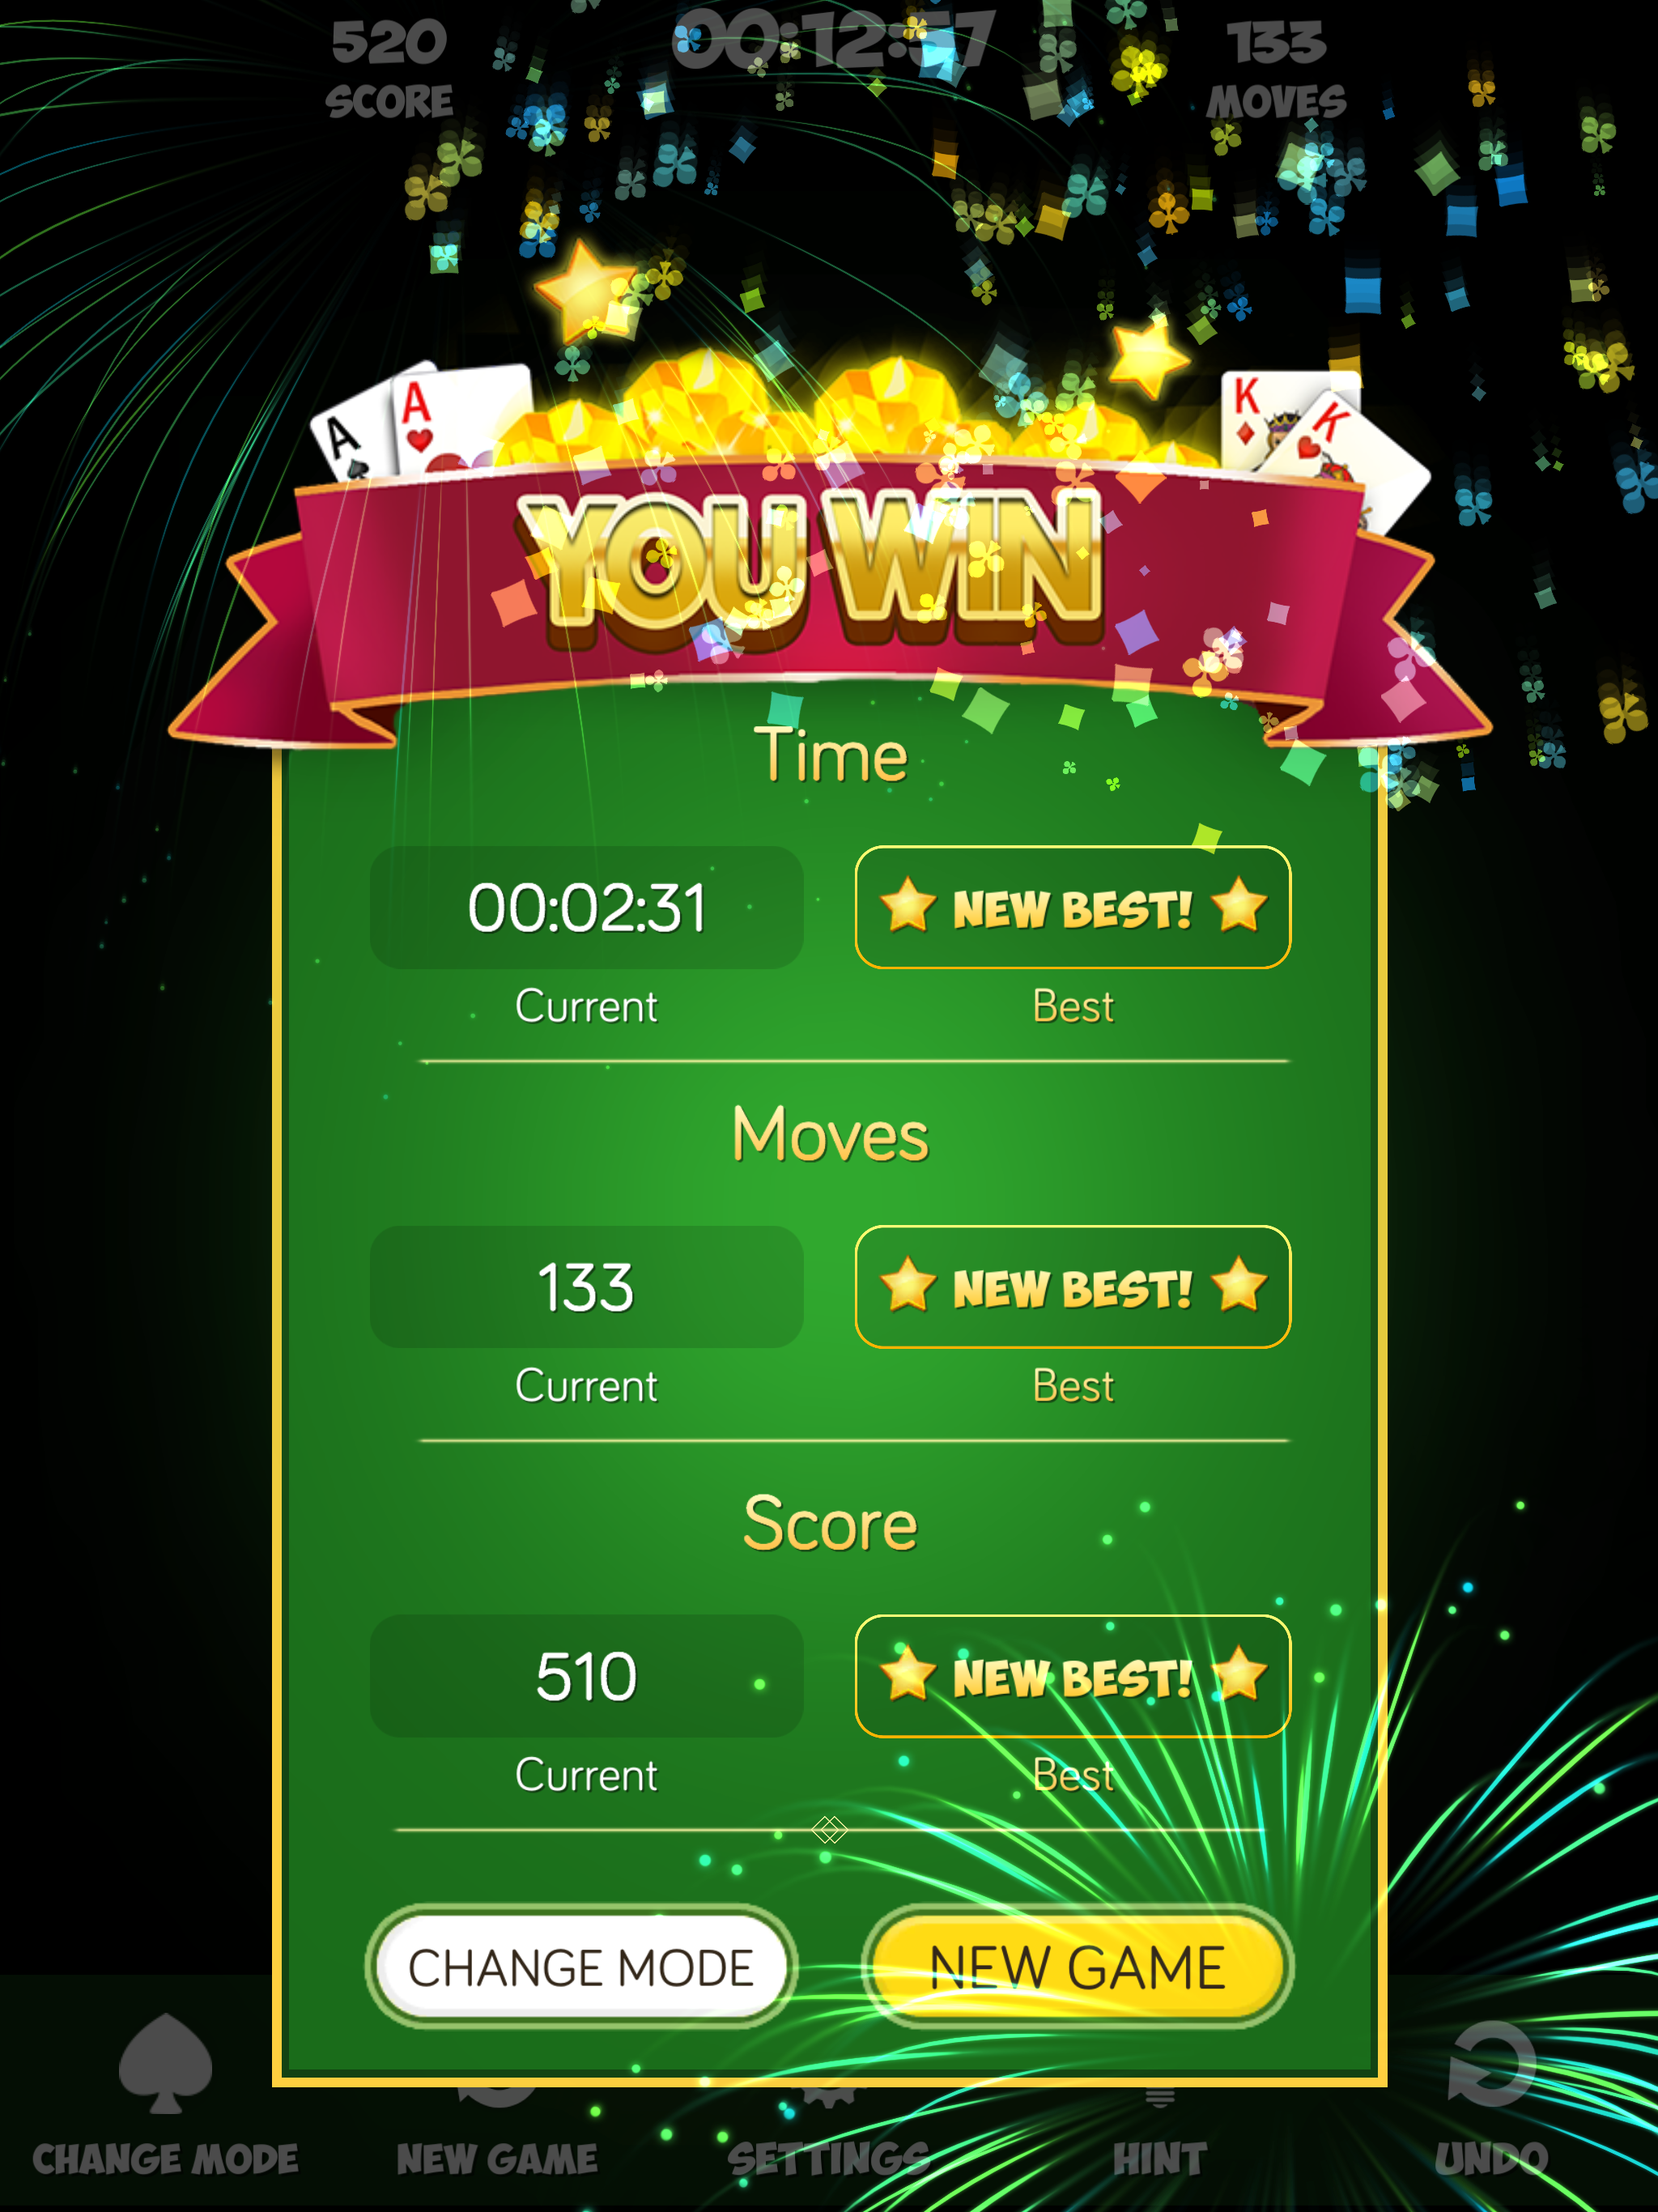 520 00:12:57 133
SCORE MOVES
A A K K
YOU WIN
Time
00:02:31 NEW BEST!
Current Best
Moves
133 NEW BEST!
Current Best
Score
510 NEW BEST!
Current Best
CHANGE MODE NEW GAME
CHANGE MODE NEW GAME SETTINGS HINT UNDO